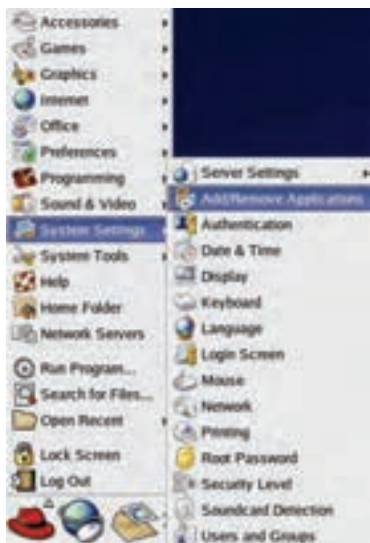 Accessories
Games
Graphics
Internet
Office
Preferences
Programming
Sound & Video
System Settings
System Tools
Help
Home Folder
Network Servers
Run Program...
Search for Files...
Open Recent
Lock Screen
Log Out
Server Settings
Add/Remove Applications
Authentication
Date & Time
Display
Keyboard
Language
Login Screen
Mouse
Network
Printing
Root Password
Security Level
Soundcard Detection
Users and Groups